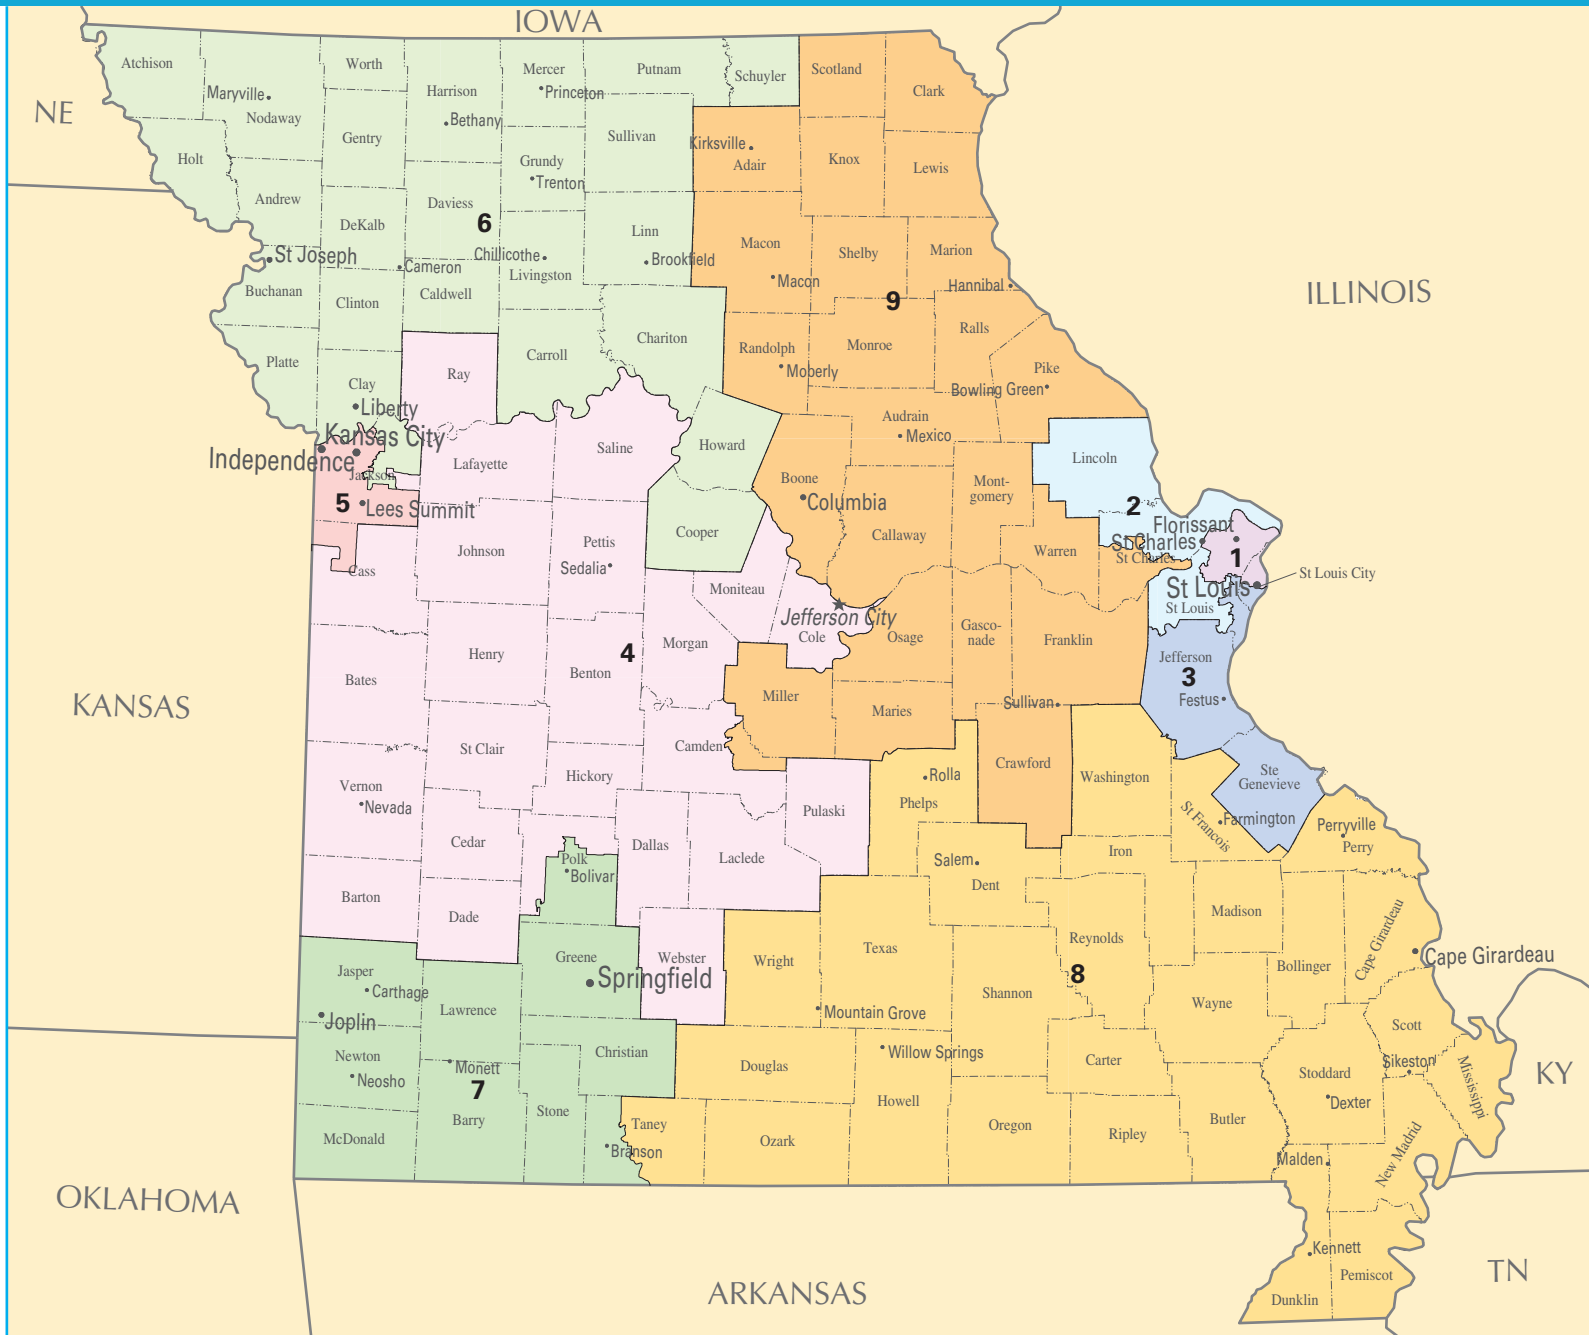 IOWA
Atchison
Worth
Mercer
Putnam
Schuyler
Scotland
Clark
NE
Maryville
Nodaway
Harrison
Princeton
Bethany
Gentry
Sullivan
Kirksville
Adair
Knox
Lewis
Holt
Grundy
Trenton
Andrew
Daviess
6
DeKalb
Linn
Macon
Shelby
Marion
St Joseph
Cameron
Chillicothe
Livingston
Brookfield
Macon
Hannibal
Buchanan
Clinton
Caldwell
9
ILLINOIS
Platte
Carroll
Chariton
Randolph
Monroe
Ralls
Ray
Moberly
Pike
Clay
Liberty
Bowling Green
Audrain
Mexico
Kansas City
Independence
Howard
Saline
Lafayette
Lincoln
Jackson
Boone
Mont-
gomery
5
Lees Summit
Columbia
2
Florissant
Cooper
Callaway
St Charles
Johnson
Pettis
Warren
St Charles
1
Sedalia
Cass
St Louis City
Moniteau
St Louis
St Louis
Jefferson City
Cole
Osage
Gasco-
nade
Franklin
Henry
4
Morgan
Jefferson
Benton
3
Bates
KANSAS
Miller
Sullivan
Festus
Maries
St Clair
Camden
Crawford
Washington
Hickory
Rolla
Ste
Genevieve
Vernon
Nevada
Phelps
Pulaski
St Francois
Farmington
Perryville
Perry
Cedar
Dallas
Polk
Bolivar
Laclede
Salem
Iron
Dent
Barton
Dade
Madison
Cape Girardeau
Reynolds
Texas
Cape Girardeau
Greene
Webster
Wright
Jasper
Carthage
Springfield
8
Bollinger
Shannon
Wayne
Lawrence
Mountain Grove
Joplin
Scott
Newton
Christian
Willow Springs
Neosho
Monett
7
Douglas
Carter
Sikeston
Stoddard
Mississippi
KY
Dexter
Howell
Barry
Stone
Taney
Oregon
Ripley
Butler
McDonald
Ozark
Branson
Malden
New Madrid
OKLAHOMA
Kennett
Pemiscot
TN
ARKANSAS
Dunklin